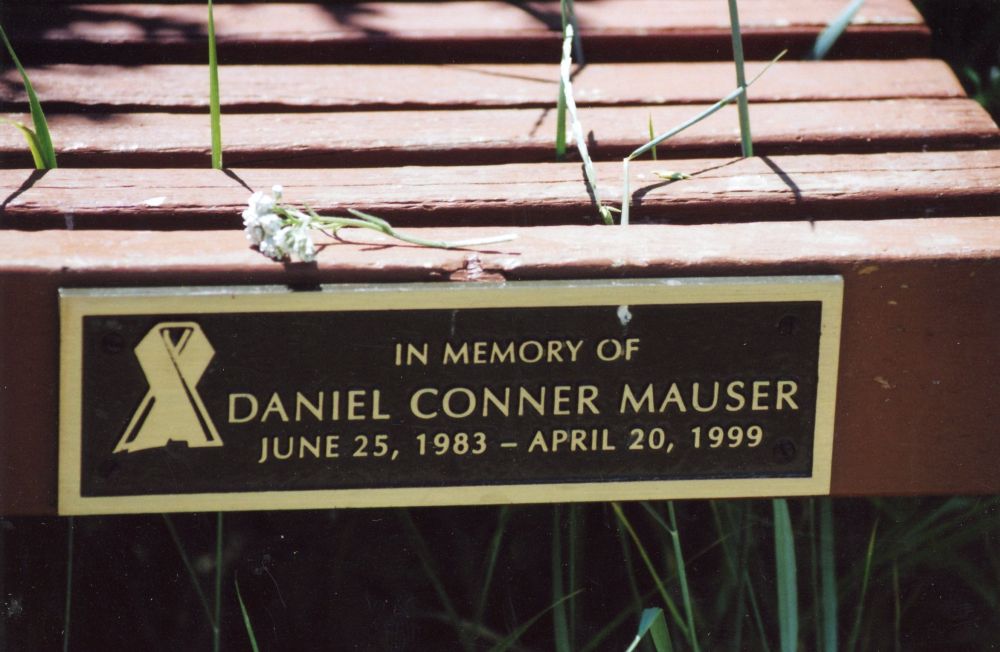 IN MEMORY OF
DANIEL CONNER MAUSER
JUNE 25, 1983 – APRIL 20, 1999